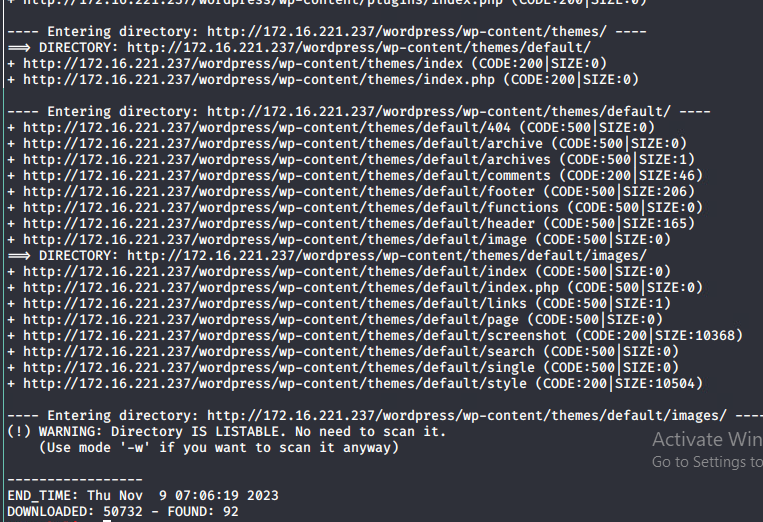 + http://172.16.221.237/wordpress/wp-content/plugins/index.php (CODE:200|SIZE:0)
---- Entering directory: http://172.16.221.237/wordpress/wp-content/themes/ ----
==> DIRECTORY: http://172.16.221.237/wordpress/wp-content/themes/default/
+ http://172.16.221.237/wordpress/wp-content/themes/index (CODE:200|SIZE:0)
+ http://172.16.221.237/wordpress/wp-content/themes/index.php (CODE:200|SIZE:0)
---- Entering directory: http://172.16.221.237/wordpress/wp-content/themes/default/ ----
+ http://172.16.221.237/wordpress/wp-content/themes/default/404 (CODE:500|SIZE:0)
+ http://172.16.221.237/wordpress/wp-content/themes/default/archive (CODE:500|SIZE:0)
+ http://172.16.221.237/wordpress/wp-content/themes/default/archives (CODE:500|SIZE:1)
+ http://172.16.221.237/wordpress/wp-content/themes/default/comments (CODE:200|SIZE:46)
+ http://172.16.221.237/wordpress/wp-content/themes/default/footer (CODE:500|SIZE:206)
+ http://172.16.221.237/wordpress/wp-content/themes/default/functions (CODE:500|SIZE:0)
+ http://172.16.221.237/wordpress/wp-content/themes/default/header (CODE:500|SIZE:165)
+ http://172.16.221.237/wordpress/wp-content/themes/default/image (CODE:500|SIZE:0)
==> DIRECTORY: http://172.16.221.237/wordpress/wp-content/themes/default/images/
+ http://172.16.221.237/wordpress/wp-content/themes/default/index (CODE:500|SIZE:0)
+ http://172.16.221.237/wordpress/wp-content/themes/default/index.php (CODE:500|SIZE:0)
+ http://172.16.221.237/wordpress/wp-content/themes/default/links (CODE:500|SIZE:1)
+ http://172.16.221.237/wordpress/wp-content/themes/default/page (CODE:500|SIZE:0)
+ http://172.16.221.237/wordpress/wp-content/themes/default/screenshot (CODE:200|SIZE:10368)
+ http://172.16.221.237/wordpress/wp-content/themes/default/search (CODE:500|SIZE:0)
+ http://172.16.221.237/wordpress/wp-content/themes/default/single (CODE:500|SIZE:0)
+ http://172.16.221.237/wordpress/wp-content/themes/default/style (CODE:200|SIZE:10504)
---- Entering directory: http://172.16.221.237/wordpress/wp-content/themes/default/images/ ----
(!) WARNING: Directory IS LISTABLE. No need to scan it.
(Use mode '-w' if you want to scan it anyway)
Activate Win
Go to Settings to
-----------------
END_TIME: Thu Nov  9 07:06:19 2023
DOWNLOADED: 50732 - FOUND: 92